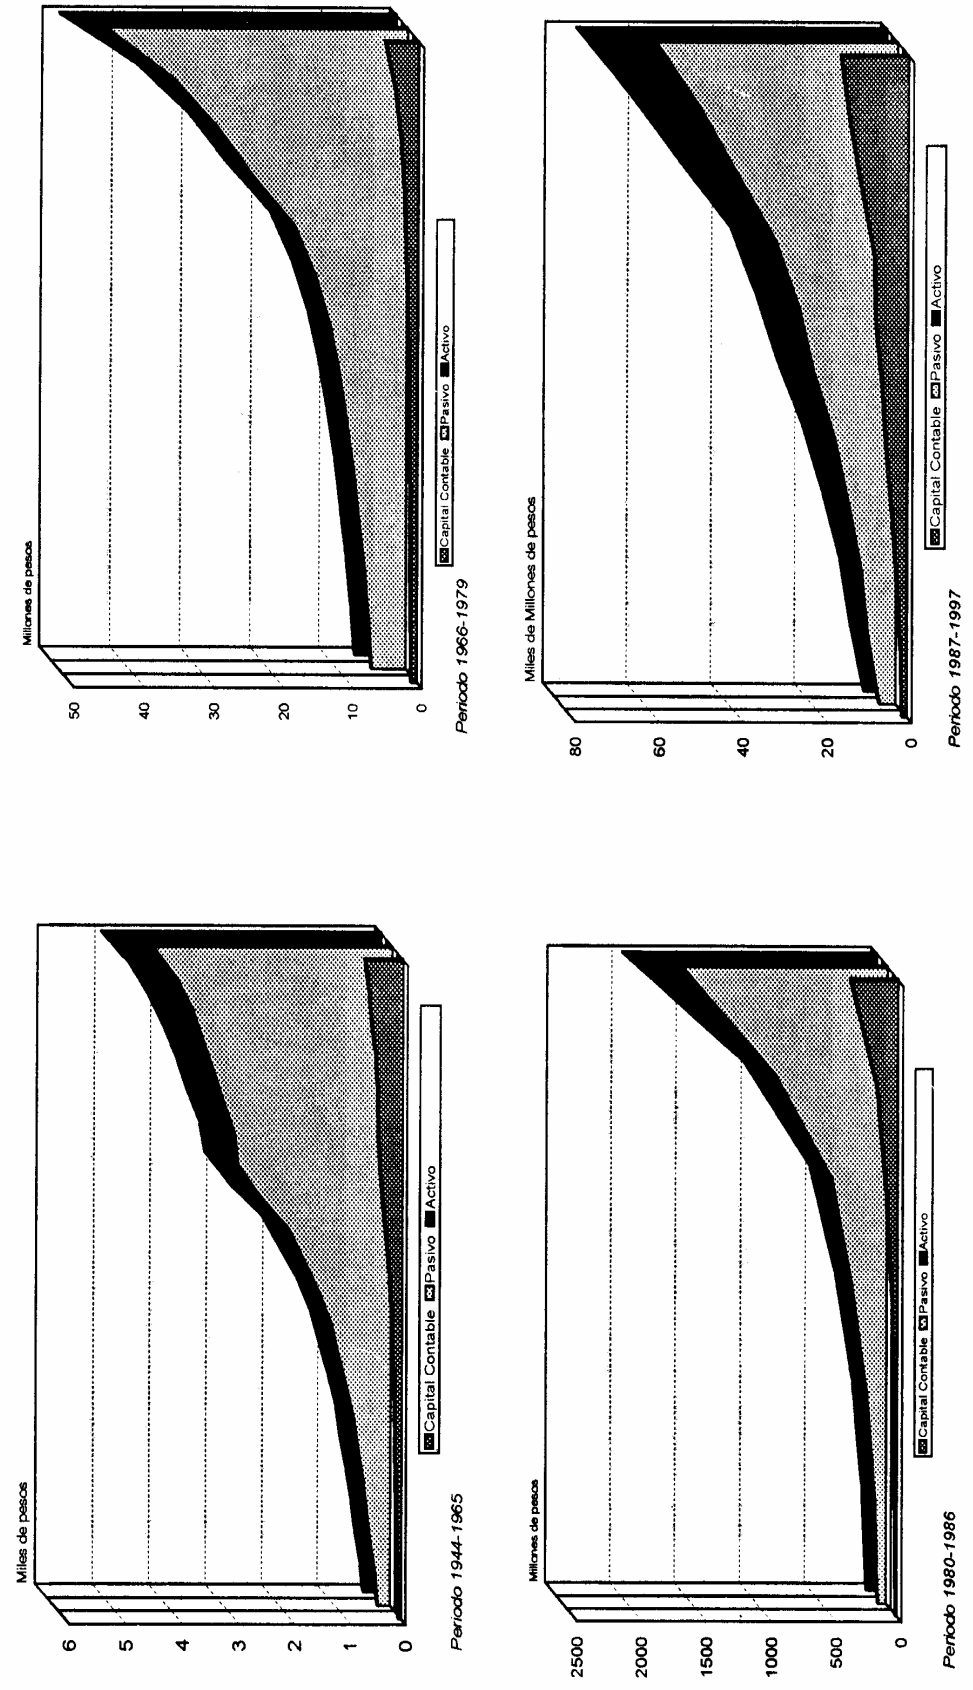 Miles de pesos
6
5
4
3
2
1
0
Capital Contable Pasivo Activo
Periodo 1944-1965
Millones de pesos
50
40
30
20
10
0
Capital Contable Pasivo Activo
Periodo 1966-1979
Millones de pesos
2500
2000
1500
1000
500
0
Capital Contable Pasivo Activo
Periodo 1980-1986
Miles de Millones de pesos
80
60
40
20
0
Capital Contable Pasivo Activo
Periodo 1987-1997